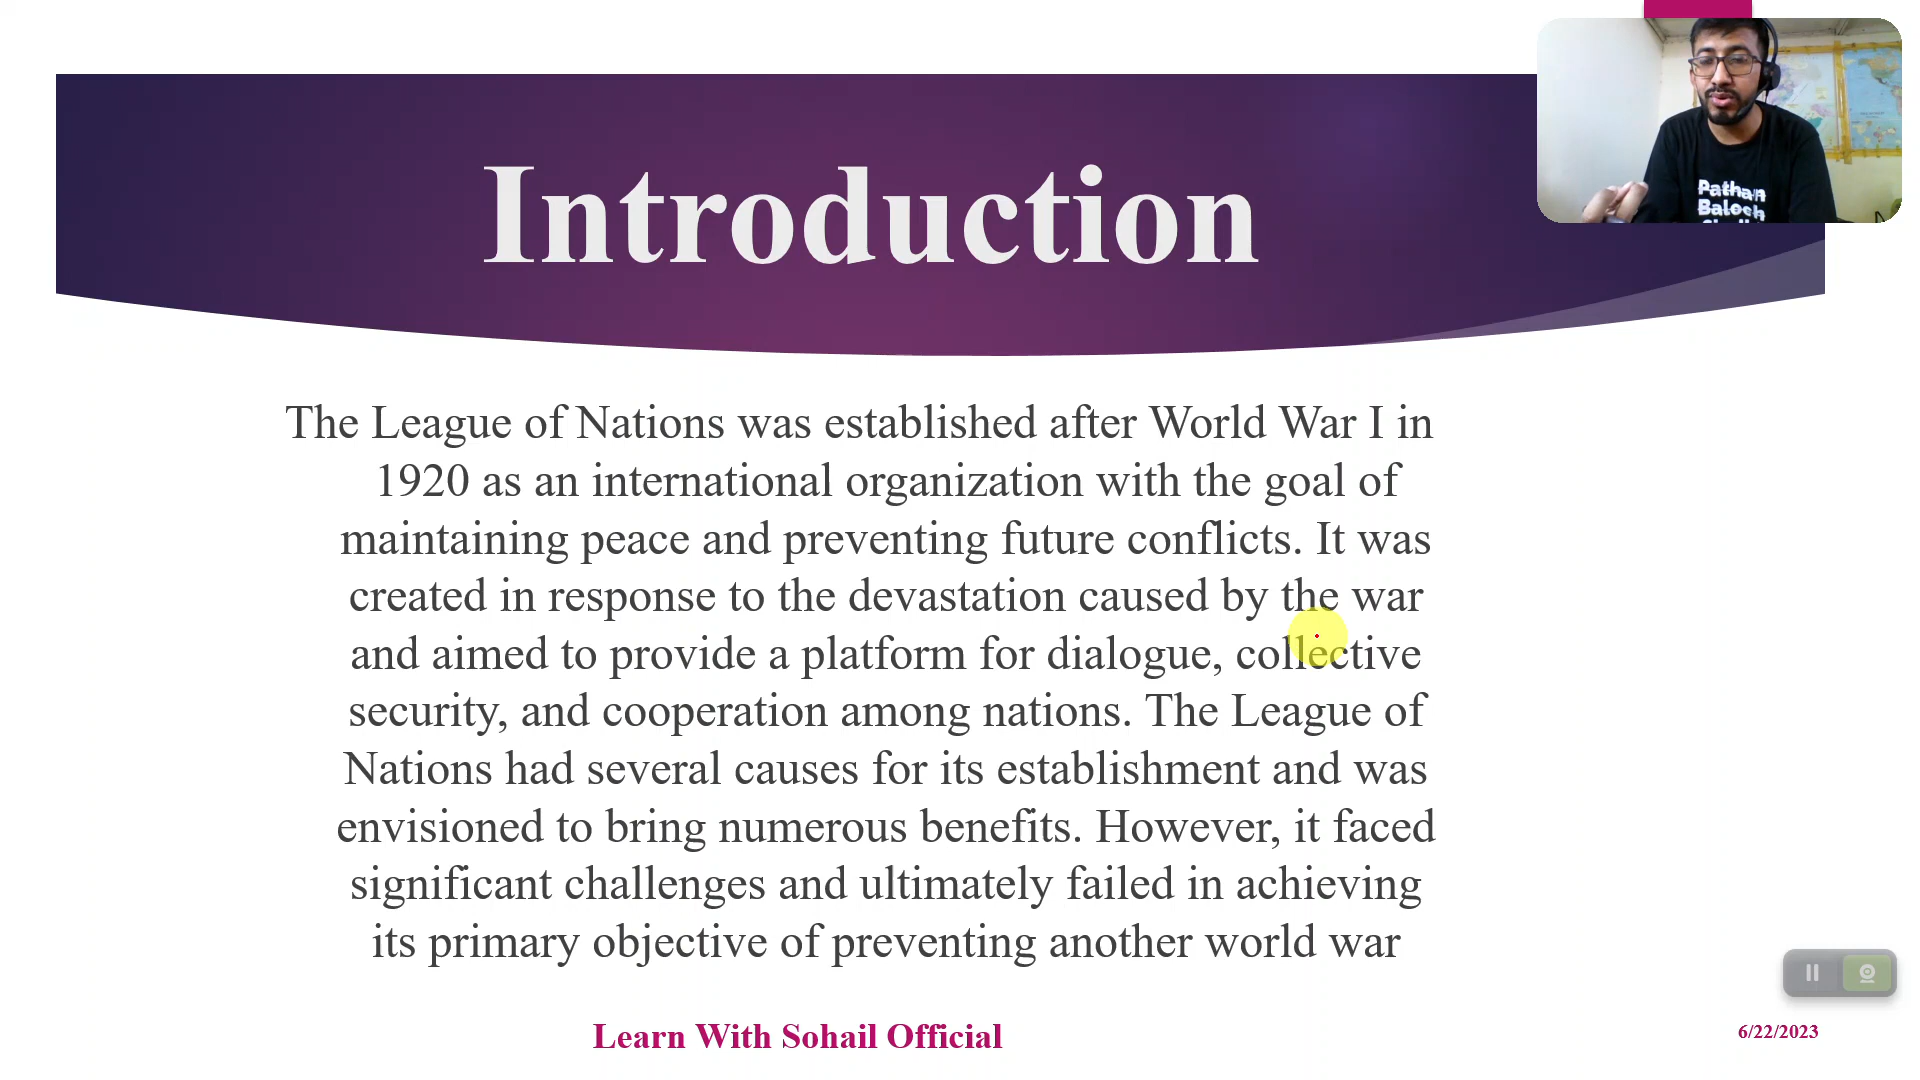 Introduction
Pathan
Baloch
The League of Nations was established after World War I in
1920 as an international organization with the goal of
maintaining peace and preventing future conflicts. It was
created in response to the devastation caused by the war
and aimed to provide a platform for dialogue, collective
security, and cooperation among nations. The League of
Nations had several causes for its establishment and was
envisioned to bring numerous benefits. However, it faced
significant challenges and ultimately failed in achieving
its primary objective of preventing another world war
Learn With Sohail Official
6/22/2023